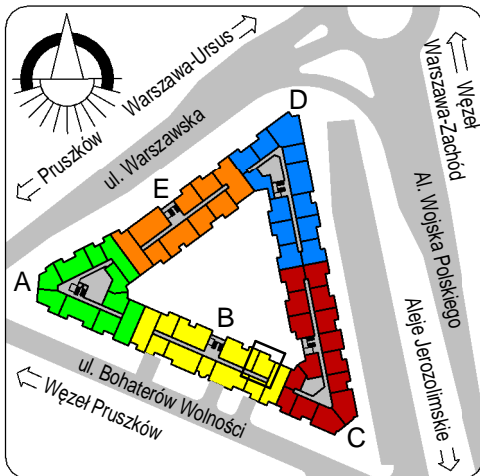 Warszawa-Ursus
Pruszków
ul. Warszawska
Węzeł
Warszawa-Zachód
D
E
Al. Wojska Polskiego
A
B
Aleje Jerozolimskie
ul. Bohaterów Wolności
Węzeł Pruszków
C